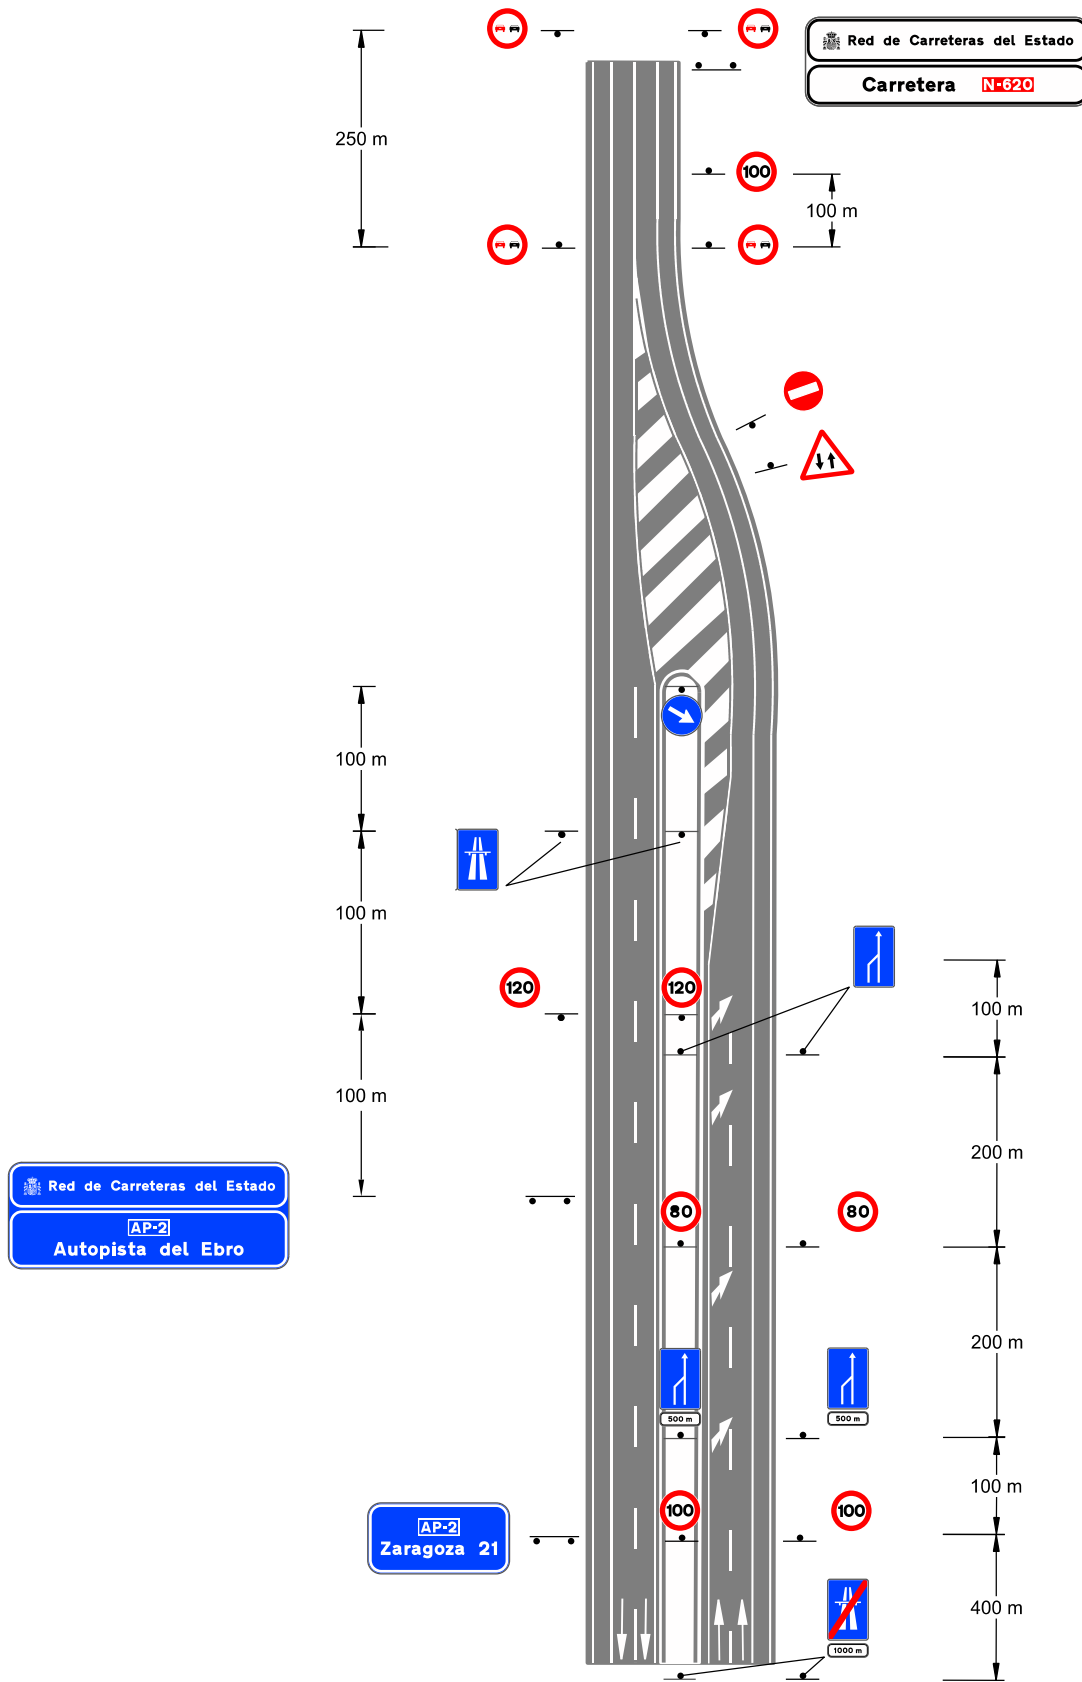 Red de Carreteras del Estado
Carretera N-620
250 m
100
100 m
100 m
100 m
120
120
100 m
100 m
200 m
Red de Carreteras del Estado
AP-2
Autopista del Ebro
80
80
200 m
500 m
500 m
100 m
100
100
AP-2
Zaragoza 21
400 m
1000 m